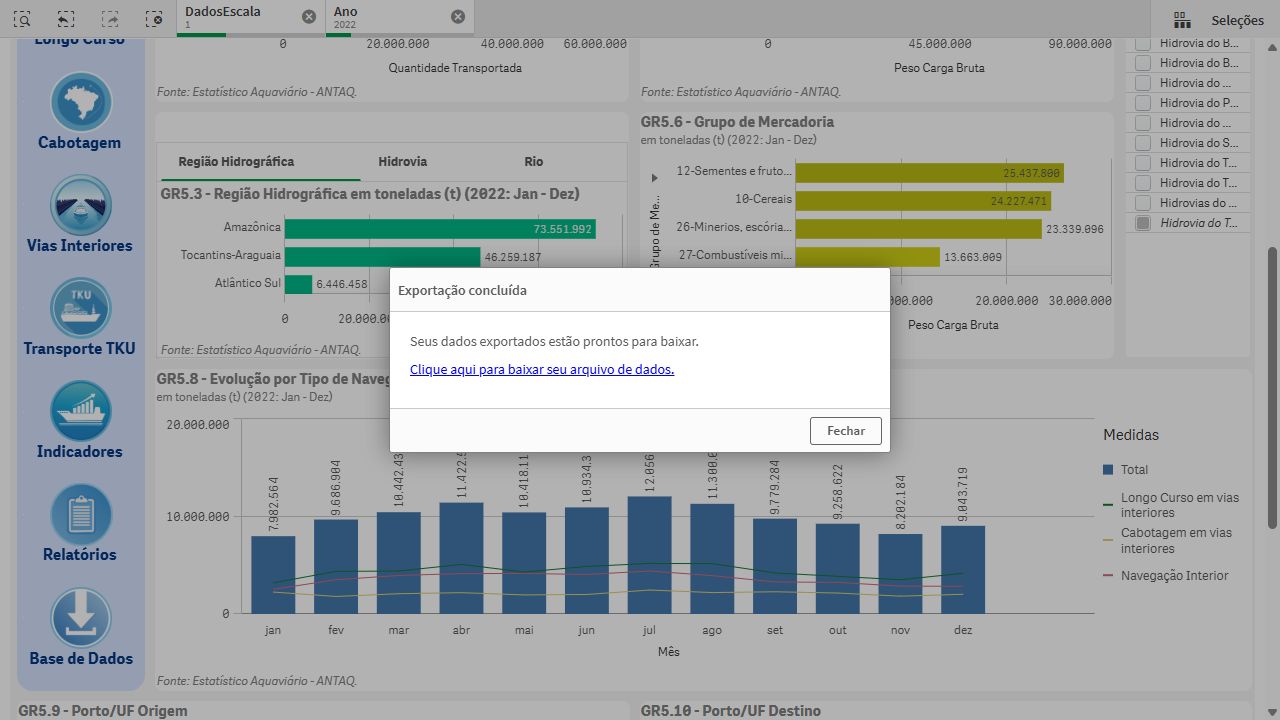 DadosEscala
1
Ano
2022
Seleções
Longo Curso
Cabotagem
Vias Interiores
TKU
Transporte TKU
Indicadores
Relatórios
Base de Dados
0 20.000.000 40.000.000 60.000.000
Quantidade Transportada
Fonte: Estatístico Aquaviário - ANTAQ.
0 45.000.000 90.000.000
Peso Carga Bruta
Fonte: Estatístico Aquaviário - ANTAQ.
Hidrovia do B...
Hidrovia do B...
Hidrovia do ...
Hidrovia do P...
Hidrovia do ...
Hidrovia do S...
Hidrovia do T...
Hidrovia do T...
Hidrovias do ...
Hidrovia do T...
Região Hidrográfica Hidrovia Rio
GR5.3 - Região Hidrográfica em toneladas (t) (2022: Jan - Dez)
Amazônica 73.551.992
Tocantins-Araguaia 46.259.187
Atlântico Sul 6.446.458
0
Fonte: Estatístico Aquaviário - ANTAQ.
GR5.6 - Grupo de Mercadoria
em toneladas (t) (2022: Jan - Dez)
Grupo de Me...
12-Sementes e fruto... 25.437.800
10-Cereais 24.227.471
26-Minerios, escória... 23.339.096
27-Combustíveis mi... 13.663.009
20.000.000 30.000.000
Peso Carga Bruta
Exportação concluída
Seus dados exportados estão prontos para baixar.
Clique aqui para baixar seu arquivo de dados.
Fechar
GR5.8 - Evolução por Tipo de
em toneladas (t) (2022: Jan - Dez)
20.000.000
10.000.000
0
7.982.564
9.686.904
9.779.284
9.258.622
8.202.184
9.043.719
jan fev mar abr mai jun jul ago set out nov dez
Mês
Medidas
Total
Longo Curso em vias
interiores
Cabotagem em vias
interiores
Navegação Interior
Fonte: Estatístico Aquaviário - ANTAQ.
GR5.9 - Porto/UF Origem
GR5.10 - Porto/UF Destino